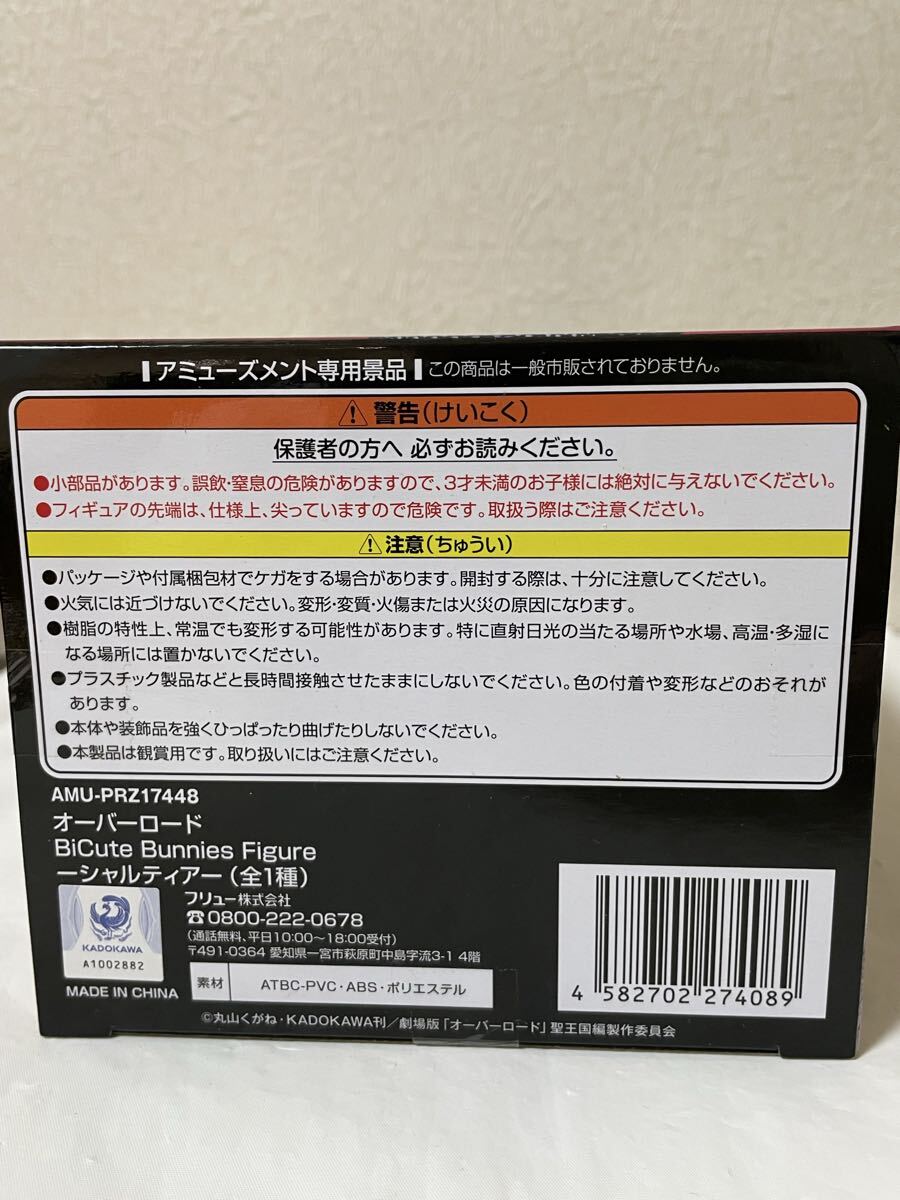 アミューズメント専用景品 この商品は一般市販されておりません。
警告(けいこく)
保護者の方へ 必ずお読みください。
●小部品があります。誤飲・窒息の危険がありますので、3才未満のお子様には絶対に与えないでください。
●フィギュアの先端は、仕様上、尖っていますので危険です。取扱う際はご注意ください。
注意(ちゅうい)
●パッケージや付属梱包材でケガをする場合があります。開封する際は、十分に注意してください。
●火気には近づけないでください。変形・変質・火傷または火災の原因になります。
●樹脂の特性上、常温でも変形する可能性があります。特に直射日光の当たる場所や水場、高温・多湿に
なる場所には置かないでください。
●プラスチック製品などと長時間接触させたままにしないでください。色の付着や変形などのおそれが
あります。
●本体や装飾品を強くひっぱったり曲げたりしないでください。
●本製品は観賞用です。取り扱いにはご注意ください。
AMU-PRZ17448
オーバーロード
BiCute Bunnies Figure
ーシャルティアー(全1種)
フリュー株式会社
☎0800-222-0678
(通話無料、平日10:00〜18:00受付)
〒491-0364 愛知県一宮市萩原町中島字流3-1 4階
KADOKAWA
A1002882
MADE IN CHINA
素材 ATBC-PVC・ABS・ポリエステル
4 582702 274089
©丸山くがね・KADOKAWA刊/劇場版「オーバーロード」聖王国編製作委員会